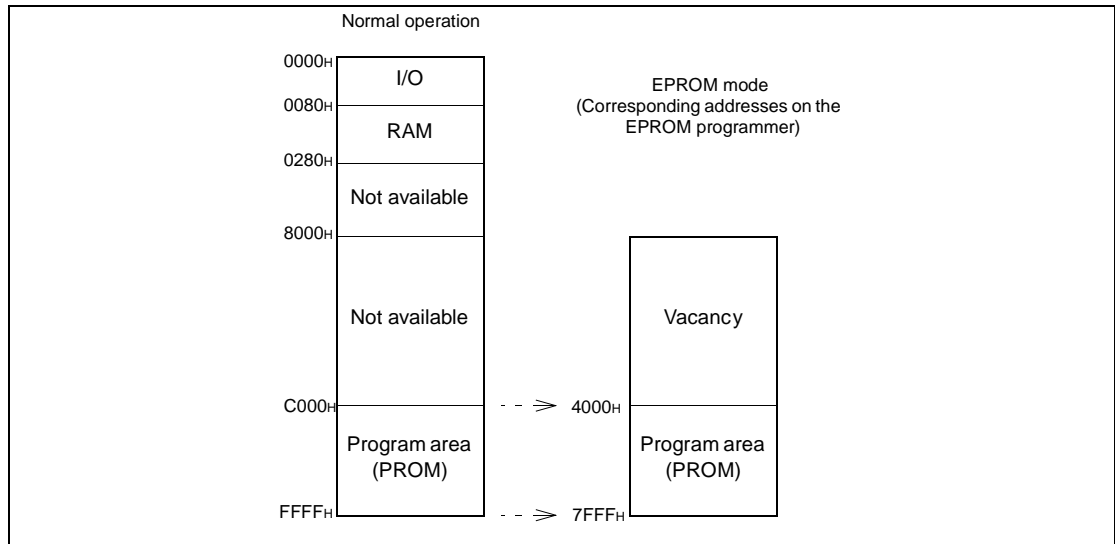 Normal operation
0000H
I/O
EPROM mode
(Corresponding addresses on the
EPROM programmer)
0080H
RAM
0280H
Not available
8000H
Not available
Vacancy
C000H
4000H
Program area
(PROM)
Program area
(PROM)
FFFFH
7FFFH